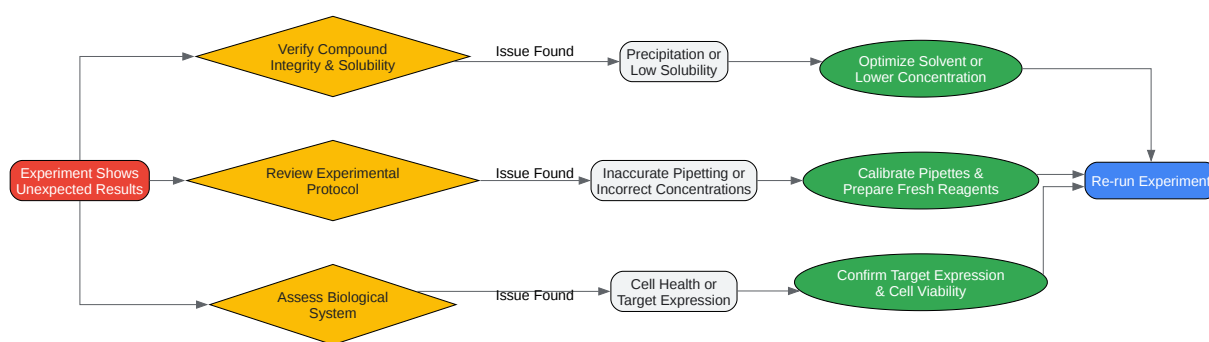 Experiment Shows
Unexpected Results
Verify Compound
Integrity & Solubility
Issue Found
Precipitation or
Low Solubility
Optimize Solvent or
Lower Concentration
Review Experimental
Protocol
Issue Found
Inaccurate Pipetting or
Incorrect Concentrations
Calibrate Pipettes &
Prepare Fresh Reagents
Assess Biological
System
Issue Found
Cell Health or
Target Expression
Confirm Target Expression
& Cell Viability
Re-run Experiment